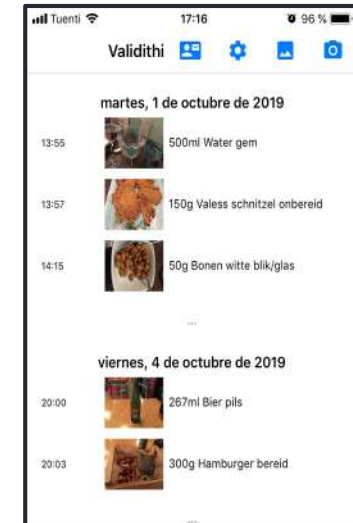 Tuenti 17:16 96 %
Validithi
martes, 1 de octubre de 2019
13:55 500ml Water gem
13:57 150g Valess schnitzel onbereid
14:15 50g Bonen witte blik/glas
...
viernes, 4 de octubre de 2019
20:00 267ml Bier pils
20:03 300g Hamburger bereid
...